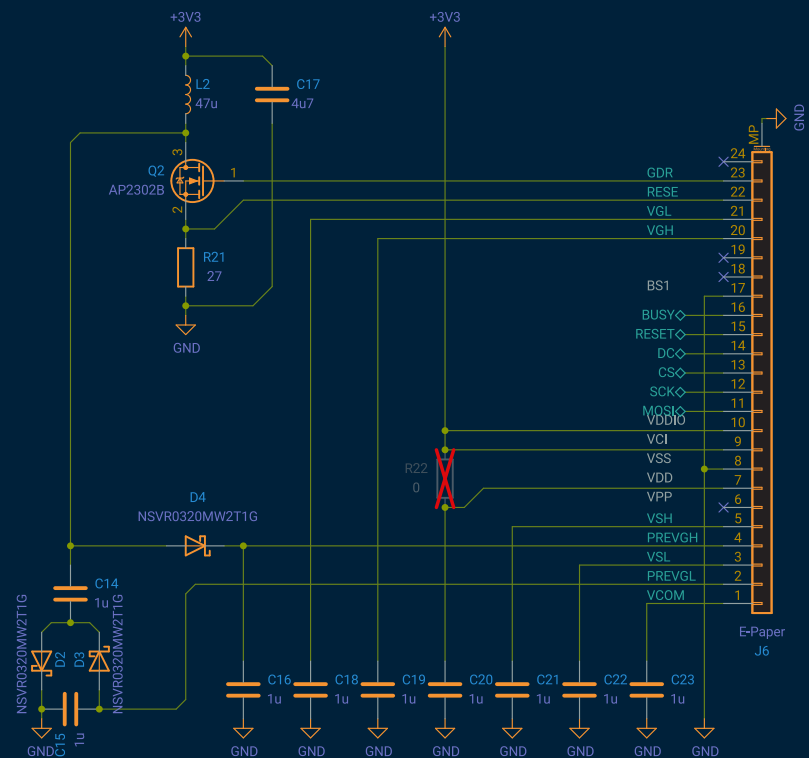 +3V3
+3V3
L2
47u
C17
4u7
GND
MP
3
Q2
AP2302B
1
2
R21
27
GND
24
GDR 23
RESE 22
VGL 21
VGH 20
19
18
BS1 17
BUSY 16
RESET 15
DC 14
CS 13
SCK 12
MOSI 11
VDDIO 10
VCI 9
VSS 8
VDD 7
VPP 6
VSH 5
PREVGH 4
VSL 3
PREVGL 2
VCOM 1
R22
0
E-Paper
J6
D4
NSVR0320MW2T1G
C14
1u
D2
NSVR0320MW2T1G
D3
NSVR0320MW2T1G
C15
1u
GND
C16
1u
GND
C18
1u
GND
C19
1u
GND
C20
1u
GND
C21
1u
GND
C22
1u
GND
C23
1u
GND
GND